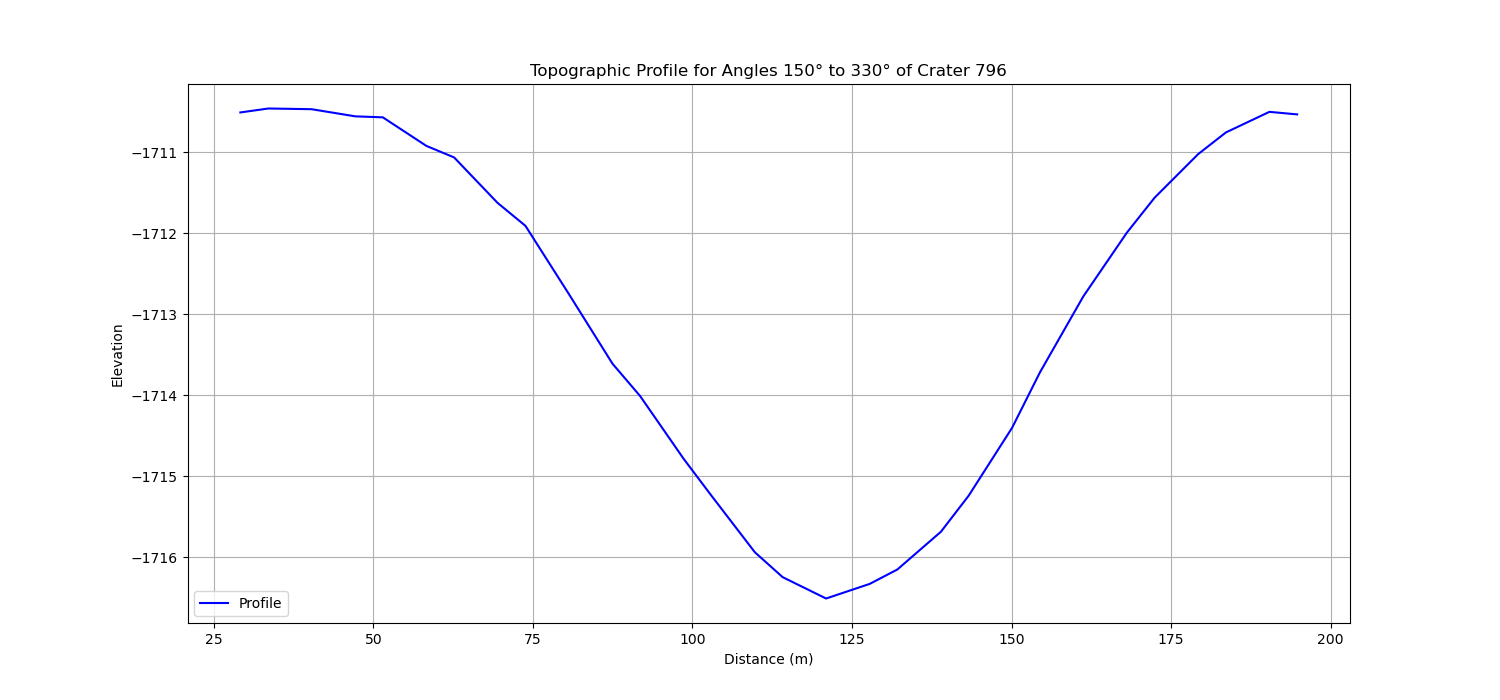 Topographic Profile for Angles 150° to 330° of Crater 796
Elevation
−1711
−1712
−1713
−1714
−1715
−1716
Profile
25 50 75 100 125 150 175 200
Distance (m)